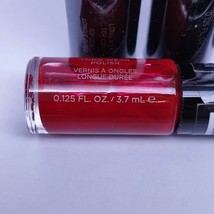 POLISH
VERNIS À ONGLES
LONGUE DURÉE
0.125 FL. OZ. / 3.7 mL e